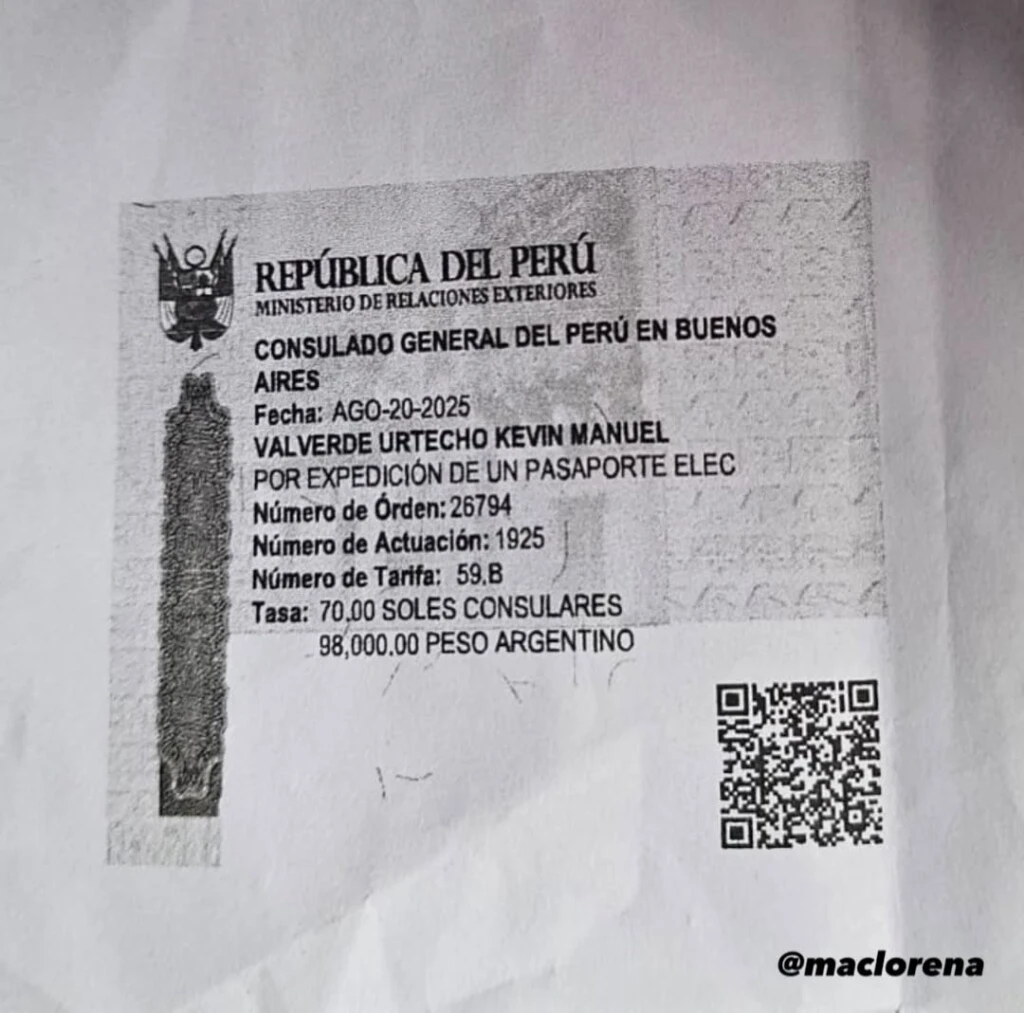 REPÚBLICA DEL PERÚ
MINISTERIO DE RELACIONES EXTERIORES
CONSULADO GENERAL DEL PERÚ EN BUENOS
AIRES
Fecha: AGO-20-2025
VALVERDE URTECHO KEVIN MANUEL
POR EXPEDICIÓN DE UN PASAPORTE ELEC
Número de Órden: 26794
Número de Actuación: 1925
Número de Tarifa: 59.B
Tasa: 70.00 SOLES CONSULARES
98,000.00 PESO ARGENTINO
@maclorena